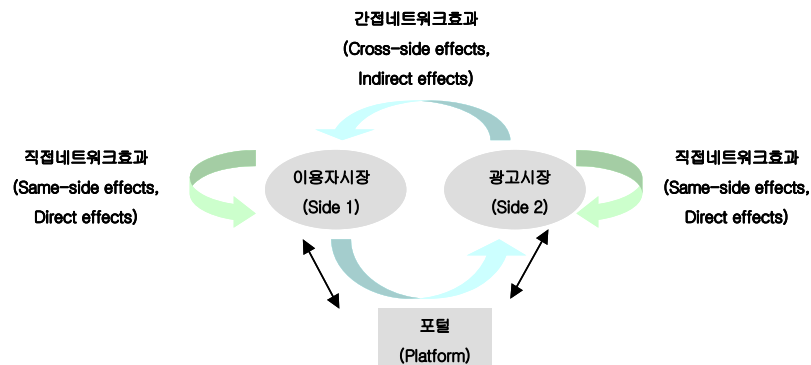 간접네트워크효과
(Cross-side effects,
Indirect effects)
직접네트워크효과
(Same-side effects,
Direct effects)
이용자시장
(Side 1)
광고시장
(Side 2)
직접네트워크효과
(Same-side effects,
Direct effects)
포털
(Platform)